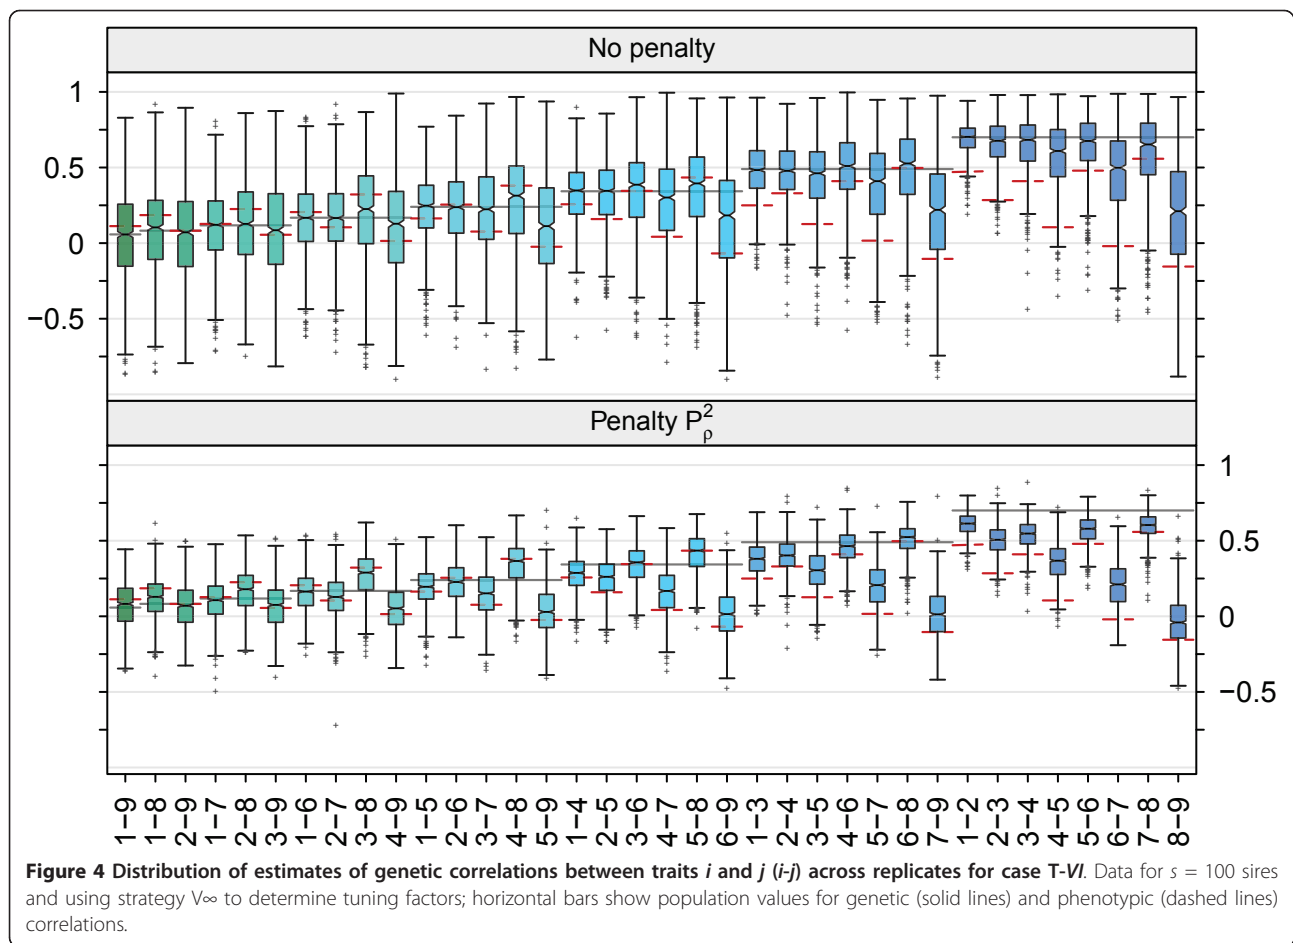 No penalty
1
0.5
0
−0.5
Penalty P²ρ
1
0.5
0
−0.5
1−9 1−8 2−9 1−7 2−8 3−9 1−6 2−7 3−8 4−9 1−5 2−6 3−7 4−8 5−9 1−4 2−5 3−6 4−7 5−8 6−9 1−3 2−4 3−5 4−6 5−7 6−8 7−9 1−2 2−3 3−4 4−5 5−6 6−7 7−8 8−9
Figure 4 Distribution of estimates of genetic correlations between traits i and j (i-j) across replicates for case T-VI. Data for s = 100 sires
and using strategy V∞ to determine tuning factors; horizontal bars show population values for genetic (solid lines) and phenotypic (dashed lines)
correlations.